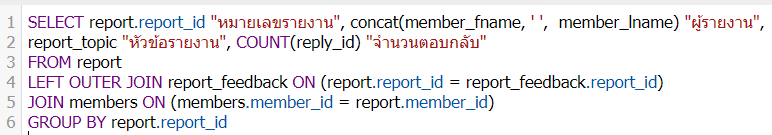 1 SELECT report.report_id "หมายเลขรายงาน", concat(member_fname, ' ',  member_lname) "ผู้รายงาน",
2 report_topic "หัวข้อรายงาน", COUNT(reply_id) "จำนวนตอบกลับ"
3 FROM report
4 LEFT OUTER JOIN report_feedback ON (report.report_id = report_feedback.report_id)
5 JOIN members ON (members.member_id = report.member_id)
6 GROUP BY report.report_id